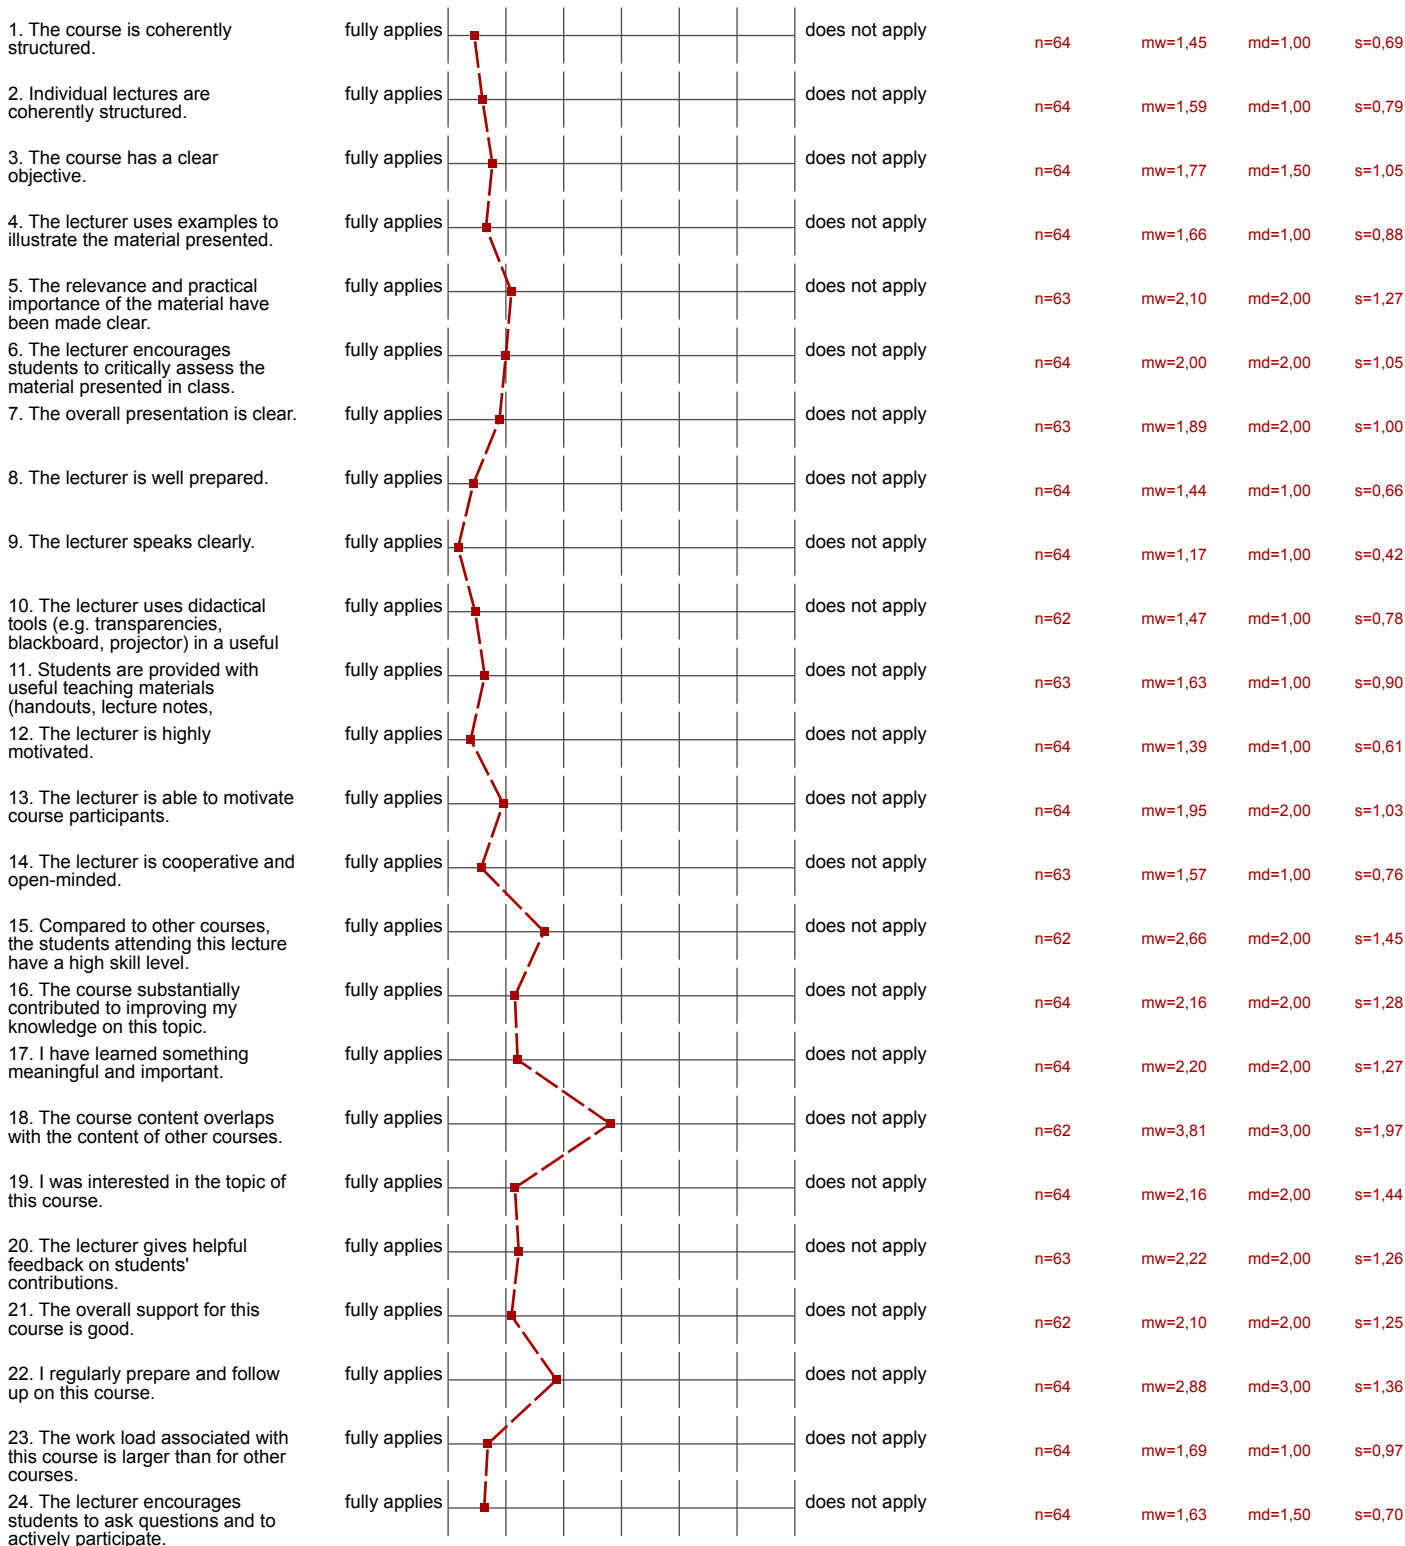 1. The course is coherently
structured.
fully applies
does not apply
n=64 mw=1,45 md=1,00 s=0,69
2. Individual lectures are
coherently structured.
fully applies
does not apply
n=64 mw=1,59 md=1,00 s=0,79
3. The course has a clear
objective.
fully applies
does not apply
n=64 mw=1,77 md=1,50 s=1,05
4. The lecturer uses examples to
illustrate the material presented.
fully applies
does not apply
n=64 mw=1,66 md=1,00 s=0,88
5. The relevance and practical
importance of the material have
been made clear.
fully applies
does not apply
n=63 mw=2,10 md=2,00 s=1,27
6. The lecturer encourages
students to critically assess the
material presented in class.
fully applies
does not apply
n=64 mw=2,00 md=2,00 s=1,05
7. The overall presentation is clear.
fully applies
does not apply
n=63 mw=1,89 md=2,00 s=1,00
8. The lecturer is well prepared.
fully applies
does not apply
n=64 mw=1,44 md=1,00 s=0,66
9. The lecturer speaks clearly.
fully applies
does not apply
n=64 mw=1,17 md=1,00 s=0,42
10. The lecturer uses didactical
tools (e.g. transparencies,
blackboard, projector) in a useful
fully applies
does not apply
n=62 mw=1,47 md=1,00 s=0,78
11. Students are provided with
useful teaching materials
(handouts, lecture notes,
fully applies
does not apply
n=63 mw=1,63 md=1,00 s=0,90
12. The lecturer is highly
motivated.
fully applies
does not apply
n=64 mw=1,39 md=1,00 s=0,61
13. The lecturer is able to motivate
course participants.
fully applies
does not apply
n=64 mw=1,95 md=2,00 s=1,03
14. The lecturer is cooperative and
open-minded.
fully applies
does not apply
n=63 mw=1,57 md=1,00 s=0,76
15. Compared to other courses,
the students attending this lecture
have a high skill level.
fully applies
does not apply
n=62 mw=2,66 md=2,00 s=1,45
16. The course substantially
contributed to improving my
knowledge on this topic.
fully applies
does not apply
n=64 mw=2,16 md=2,00 s=1,28
17. I have learned something
meaningful and important.
fully applies
does not apply
n=64 mw=2,20 md=2,00 s=1,27
18. The course content overlaps
with the content of other courses.
fully applies
does not apply
n=62 mw=3,81 md=3,00 s=1,97
19. I was interested in the topic of
this course.
fully applies
does not apply
n=64 mw=2,16 md=2,00 s=1,44
20. The lecturer gives helpful
feedback on students'
contributions.
fully applies
does not apply
n=63 mw=2,22 md=2,00 s=1,26
21. The overall support for this
course is good.
fully applies
does not apply
n=62 mw=2,10 md=2,00 s=1,25
22. I regularly prepare and follow
up on this course.
fully applies
does not apply
n=64 mw=2,88 md=3,00 s=1,36
23. The work load associated with
this course is larger than for other
courses.
fully applies
does not apply
n=64 mw=1,69 md=1,00 s=0,97
24. The lecturer encourages
students to ask questions and to
actively participate.
fully applies
does not apply
n=64 mw=1,63 md=1,50 s=0,70